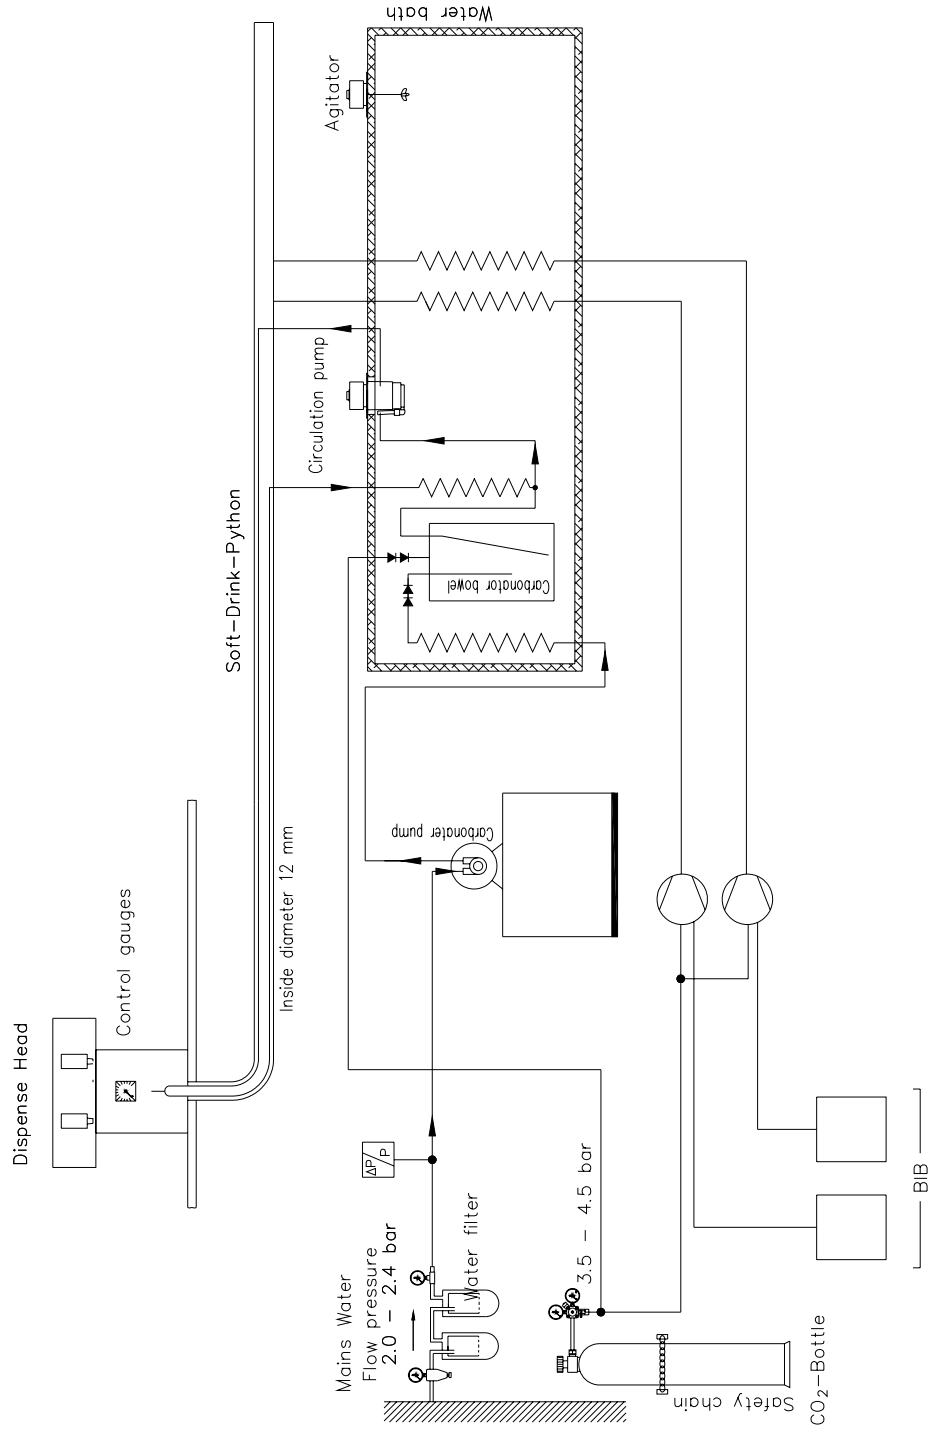 Dispense Head
Control gauges
Soft-Drink-Python
Inside diameter 12 mm
Circulation pump
Agitator
Water bath
Carbonator bowel
Carbonater pump
Mains Water
Flow pressure
2.0 - 2.4 bar
Water filter
ΔP/P
3.5 - 4.5 bar
Safety chain
CO₂-Bottle
BIB